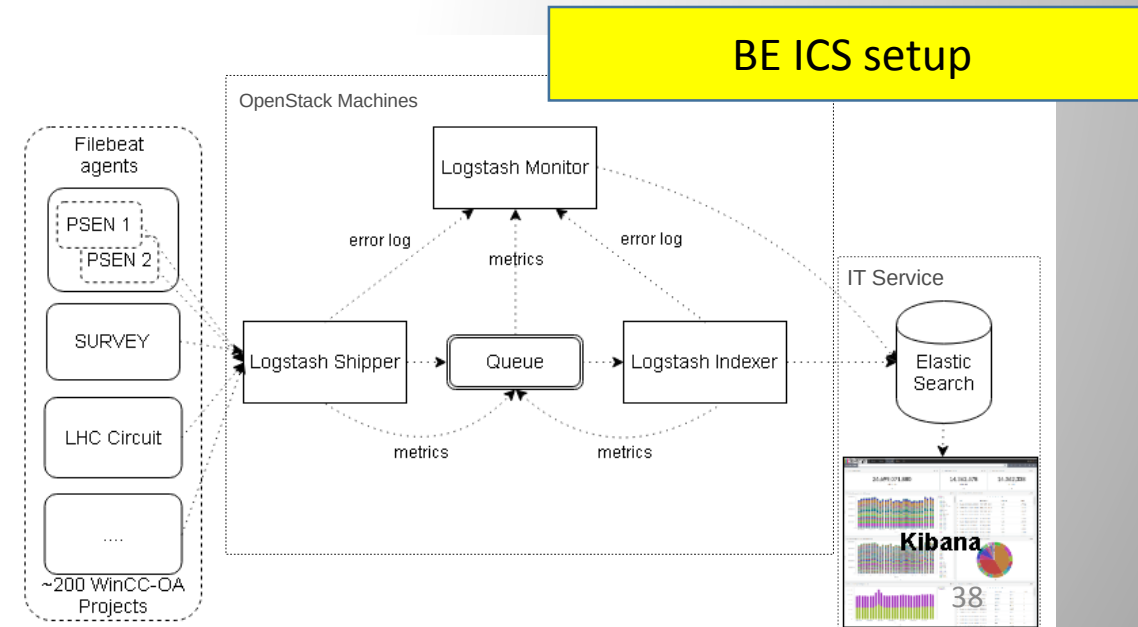 BE ICS setup
OpenStack Machines
Filebeat
agents
PSEN 1
PSEN 2
SURVEY
LHC Circuit
....
~200 WinCC-OA
Projects
Logstash Monitor
error log
metrics
error log
Logstash Shipper
Queue
Logstash Indexer
metrics
metrics
IT Service
Elastic
Search
Kibana
38